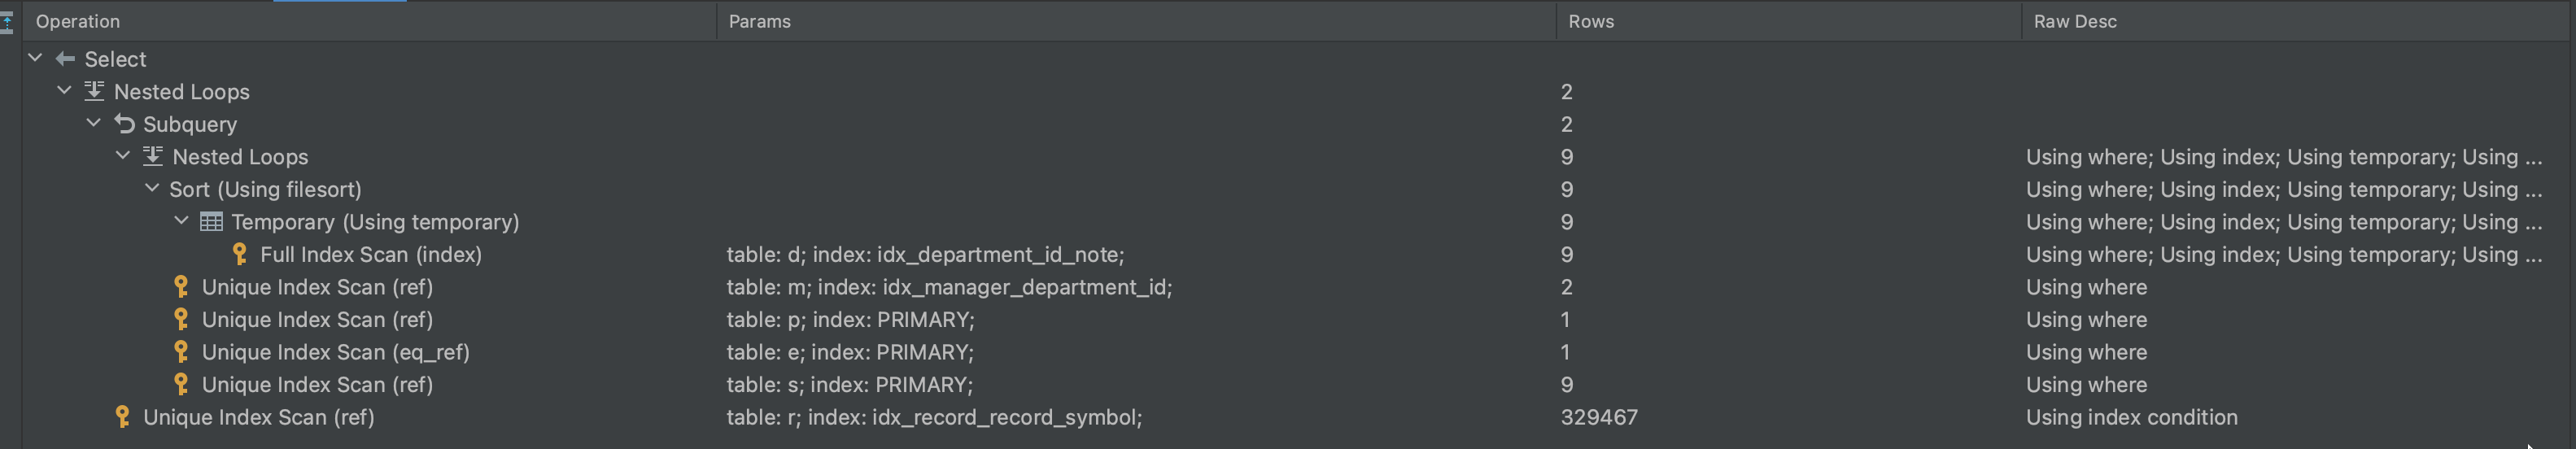 Operation Params Rows Raw Desc
Select
Nested Loops 2
Subquery 2
Nested Loops 9 Using where; Using index; Using temporary; Using ...
Sort (Using filesort) 9 Using where; Using index; Using temporary; Using ...
Temporary (Using temporary) 9 Using where; Using index; Using temporary; Using ...
Full Index Scan (index) table: d; index: idx_department_id_note; 9 Using where; Using index; Using temporary; Using ...
Unique Index Scan (ref) table: m; index: idx_manager_department_id; 2 Using where
Unique Index Scan (ref) table: p; index: PRIMARY; 1 Using where
Unique Index Scan (eq_ref) table: e; index: PRIMARY; 1 Using where
Unique Index Scan (ref) table: s; index: PRIMARY; 9 Using where
Unique Index Scan (ref) table: r; index: idx_record_record_symbol; 329467 Using index condition